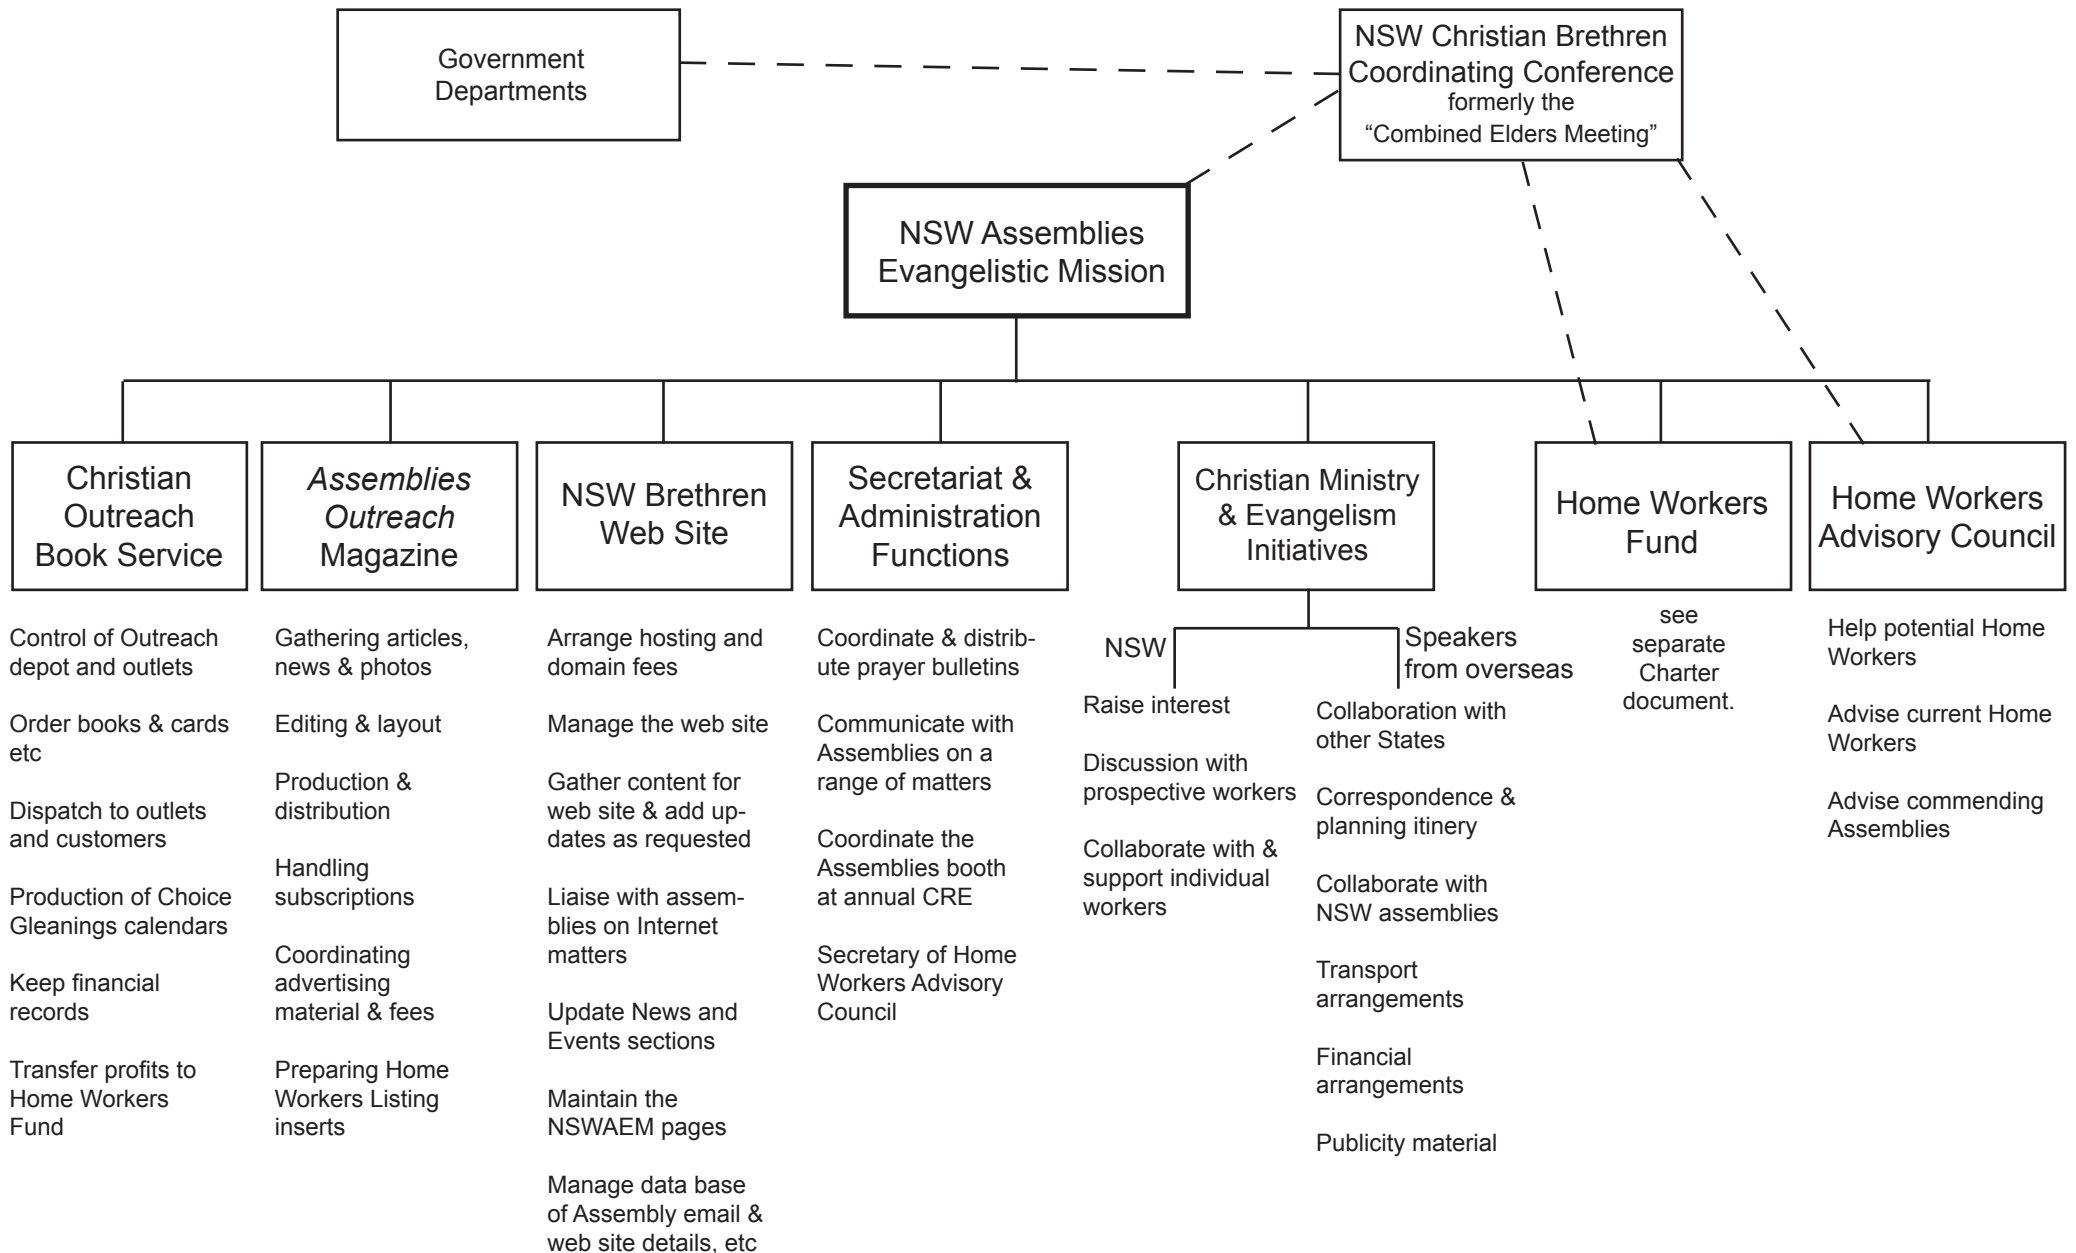 Government
Departments
NSW Christian Brethren
Coordinating Conference
formerly the
“Combined Elders Meeting”
NSW Assemblies
Evangelistic Mission
Christian
Outreach
Book Service
Assemblies
Outreach
Magazine
NSW Brethren
Web Site
Secretariat &
Administration
Functions
Christian Ministry
& Evangelism
Initiatives
Home Workers
Fund
Home Workers
Advisory Council
Control of Outreach
depot and outlets
Order books & cards
etc
Dispatch to outlets
and customers
Production of Choice
Gleanings calendars
Keep financial
records
Transfer profits to
Home Workers
Fund
Gathering articles,
news & photos
Editing & layout
Production &
distribution
Handling
subscriptions
Coordinating
advertising
material & fees
Preparing Home
Workers Listing
inserts
Arrange hosting and
domain fees
Manage the web site
Gather content for
web site & add up-
dates as requested
Liaise with assem-
blies on Internet
matters
Update News and
Events sections
Maintain the
NSWAEM pages
Manage data base
of Assembly email &
web site details, etc
Coordinate & distrib-
ute prayer bulletins
Communicate with
Assemblies on a
range of matters
Coordinate the
Assemblies booth
at annual CRE
Secretary of Home
Workers Advisory
Council
NSW
Raise interest
Discussion with
prospective workers
Collaborate with &
support individual
workers
Speakers
from overseas
Collaboration with
other States
Correspondence &
planning itinery
Collaborate with
NSW assemblies
Transport
arrangements
Financial
arrangements
Publicity material
see
separate
Charter
document.
Help potential Home
Workers
Advise current Home
Workers
Advise commending
Assemblies